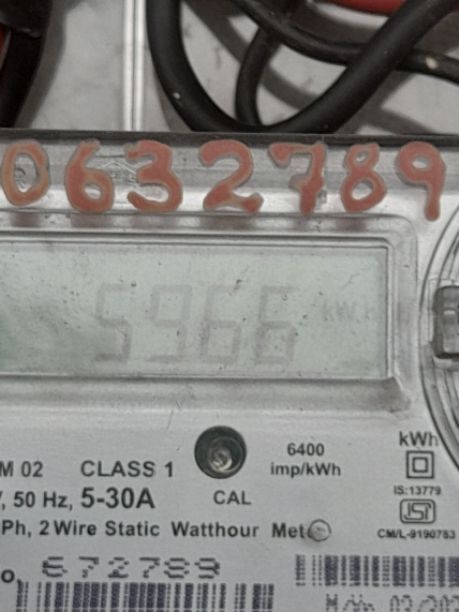 0632789
5966 kWh
M 02 CLASS 1 6400 imp/kWh kWh
, 50 Hz, 5-30A CAL IS:13779
Ph, 2 Wire Static Watthour Met CM/L-9190783
o, 672789